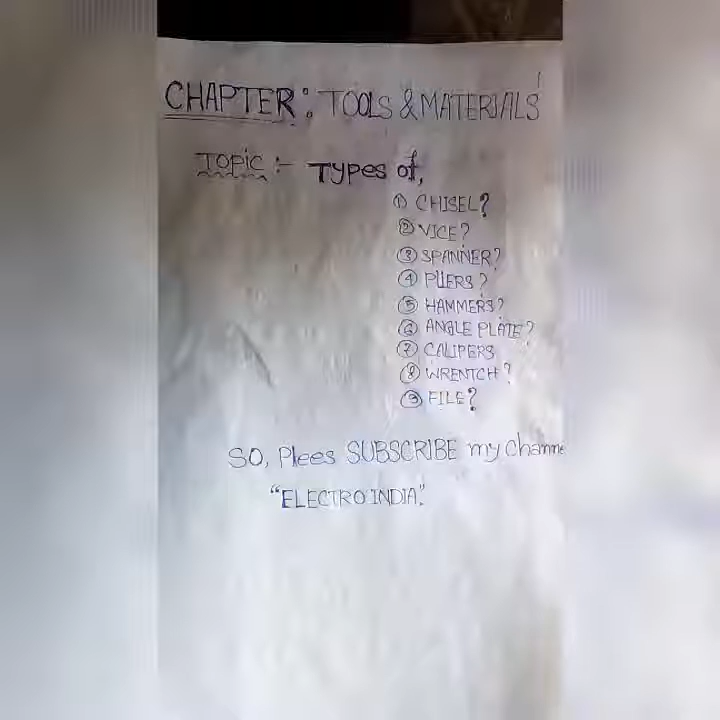 CHAPTER: TOOLS & MATERIALS
TOPIC :- TYPes of,
① CHISEL?
② VICE?
③ SPANNER?
④ PLIERS?
⑤ HAMMERS?
⑥ ANGLE PLATE?
⑦ CALIPERS
⑧ WRENTCH?
⑨ FILE?
SO, Plees SUBSCRIBE my channe
"ELECTRO INDIA".